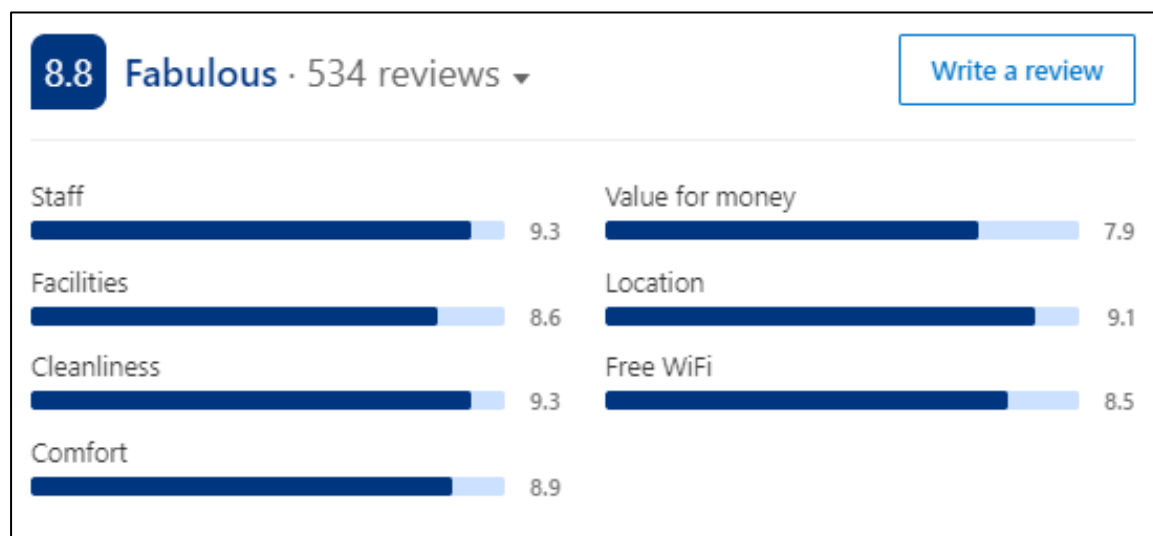 8.8 Fabulous · 534 reviews
Write a review
Staff
9.3
Value for money
7.9
Facilities
8.6
Location
9.1
Cleanliness
9.3
Free WiFi
8.5
Comfort
8.9